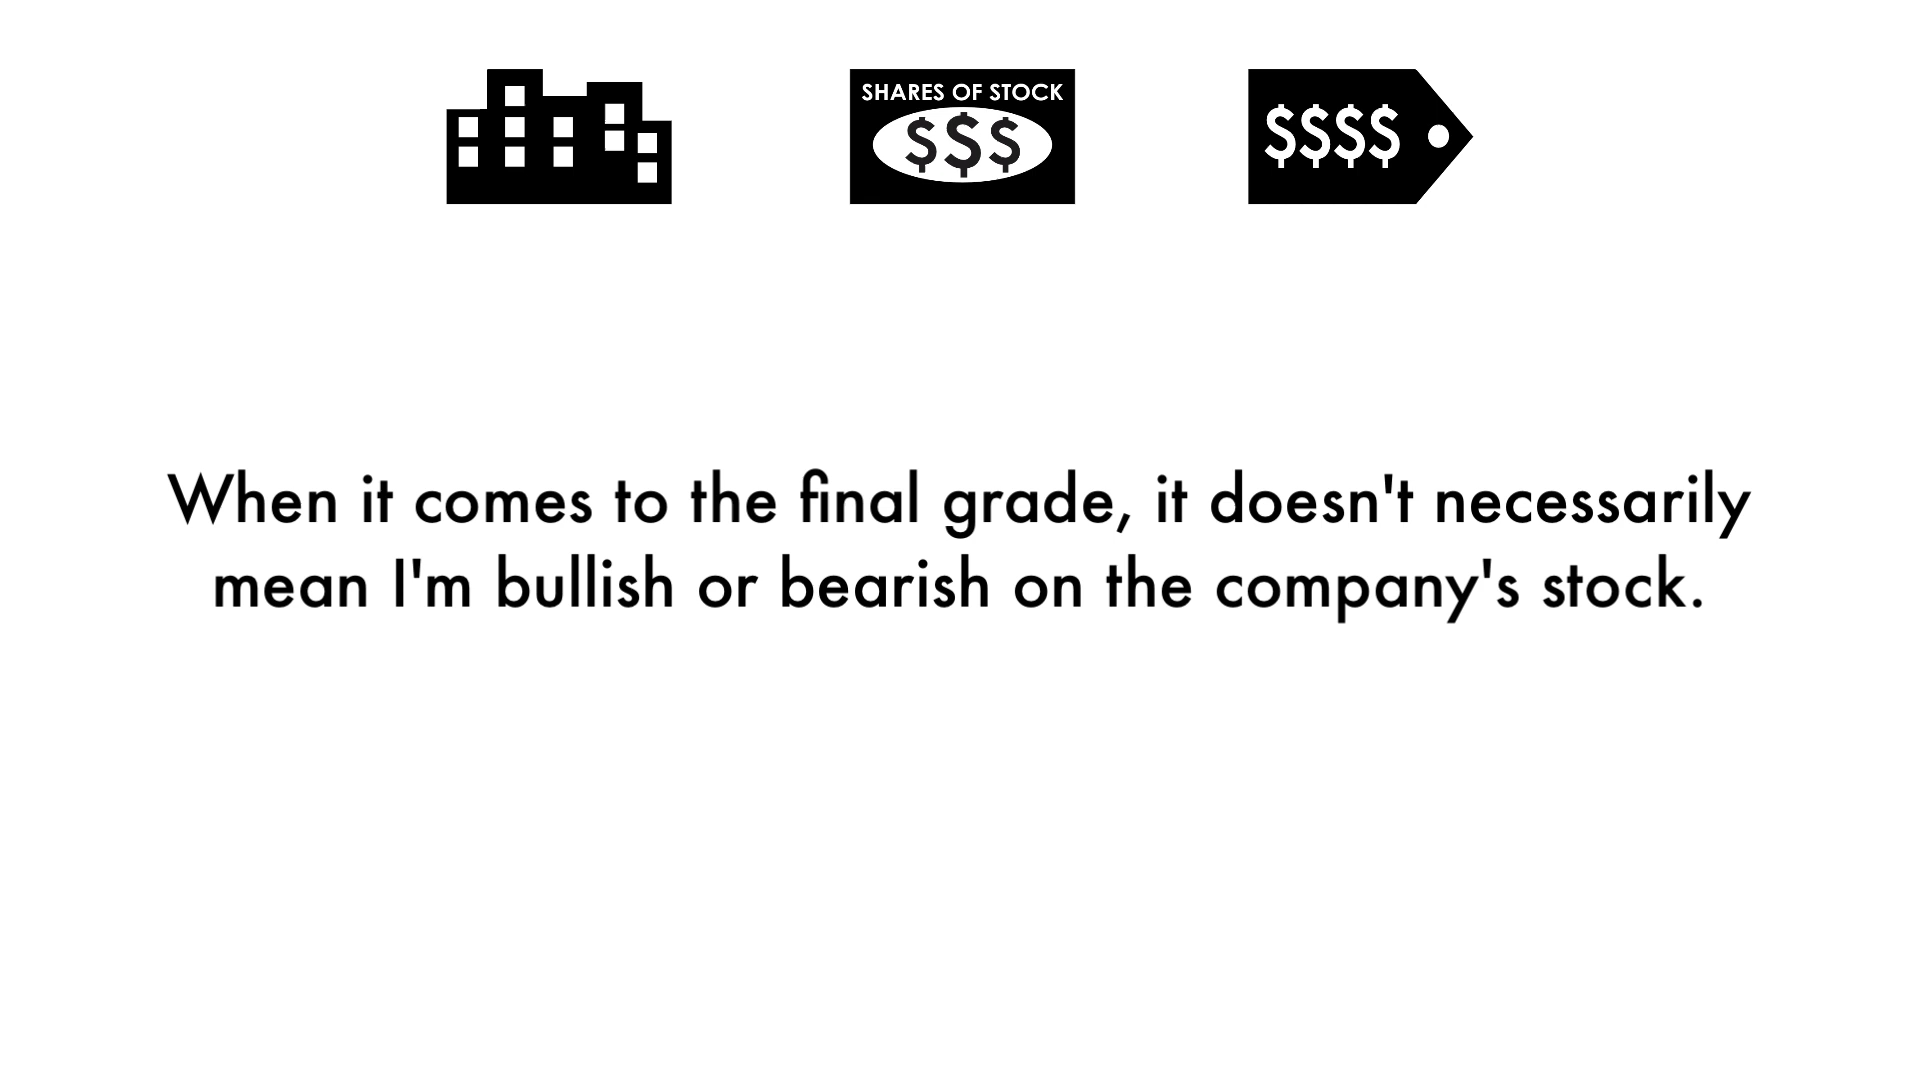 SHARES OF STOCK
$$$
$$$$
When it comes to the final grade, it doesn't necessarily
mean I'm bullish or bearish on the company's stock.